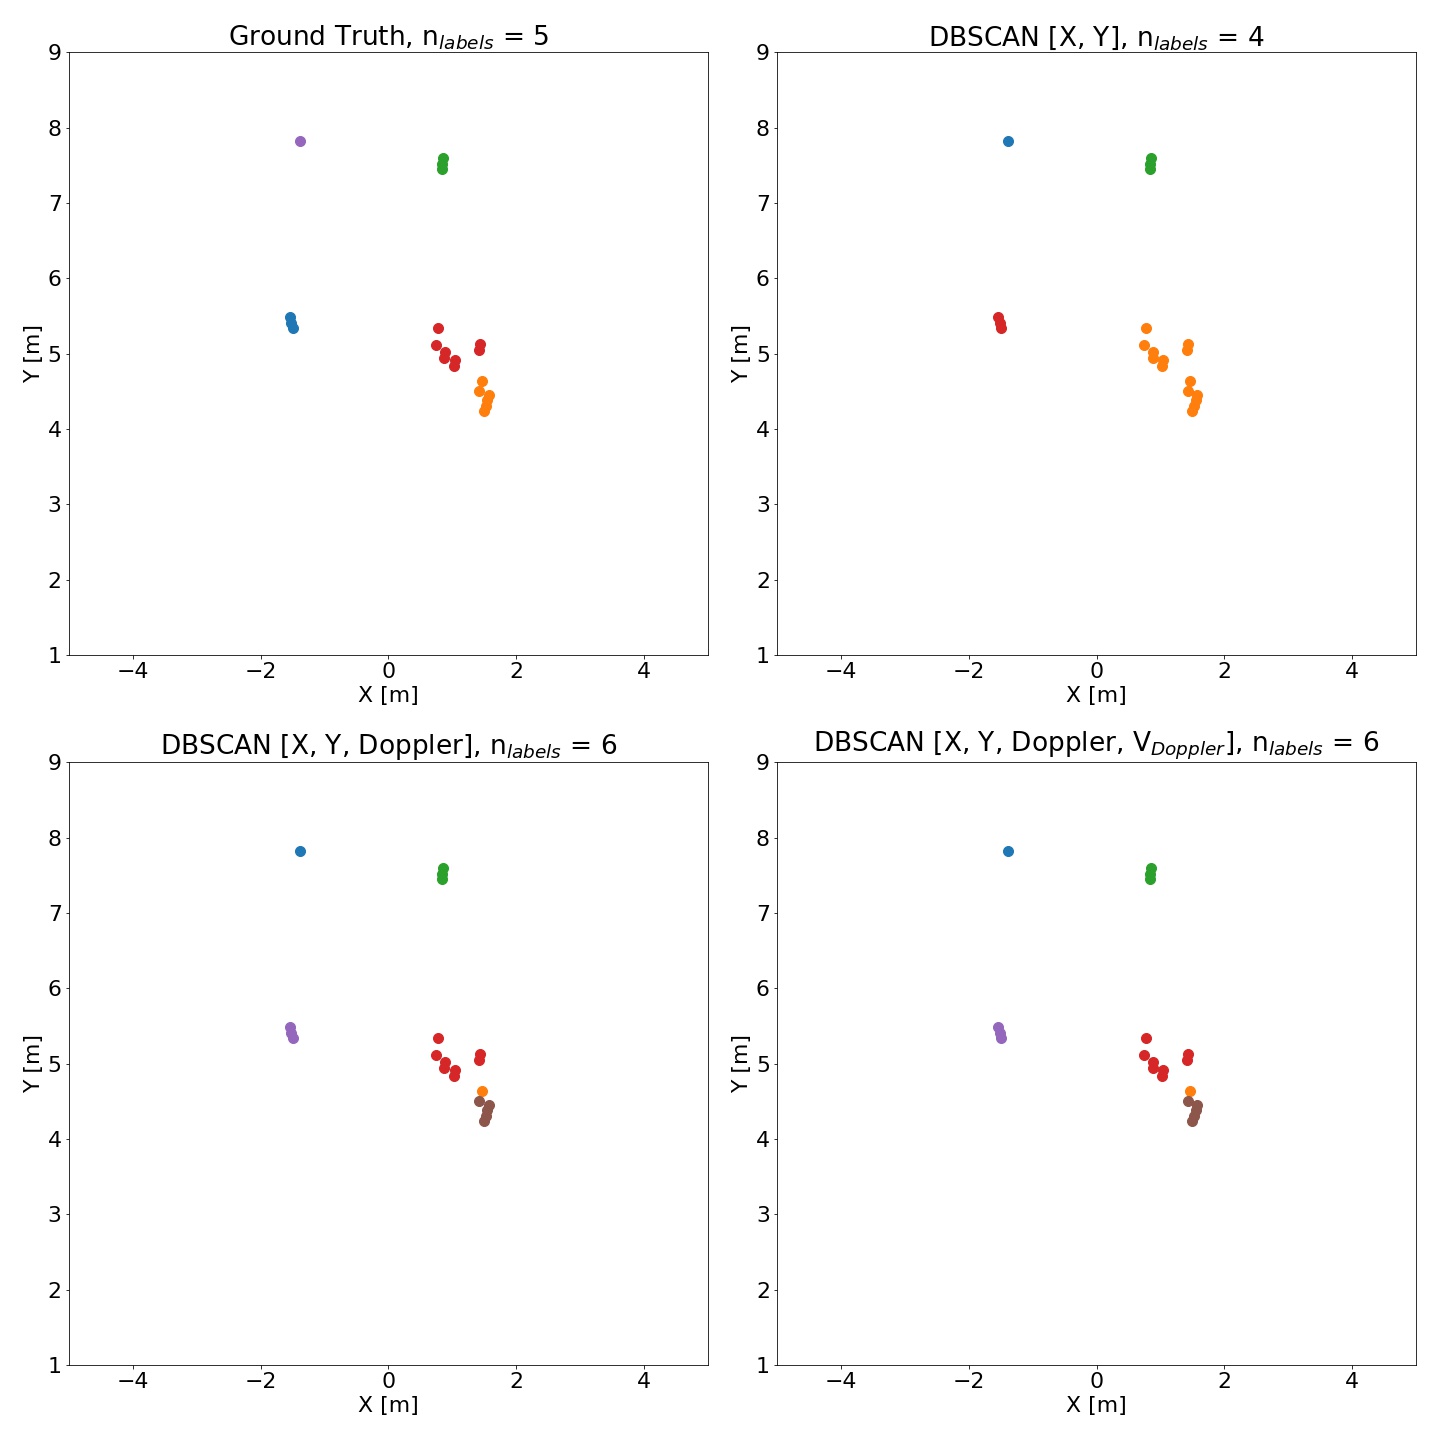 Ground Truth, n_labels = 5
9
8
7
6
5
4
3
2
1
Y [m]
−4 −2 0 2 4
X [m]
DBSCAN [X, Y], n_labels = 4
9
8
7
6
5
4
3
2
1
Y [m]
−4 −2 0 2 4
X [m]
DBSCAN [X, Y, Doppler], n_labels = 6
9
8
7
6
5
4
3
2
1
Y [m]
−4 −2 0 2 4
X [m]
DBSCAN [X, Y, Doppler, V_Doppler], n_labels = 6
9
8
7
6
5
4
3
2
1
Y [m]
−4 −2 0 2 4
X [m]